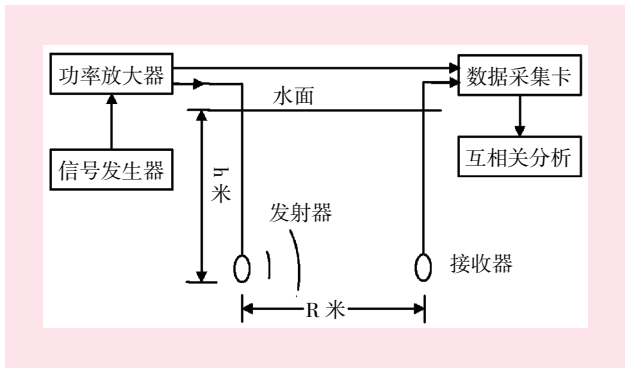 功率放大器
数据采集卡
水面
信号发生器
互相关分析
h米
发射器
接收器
R 米